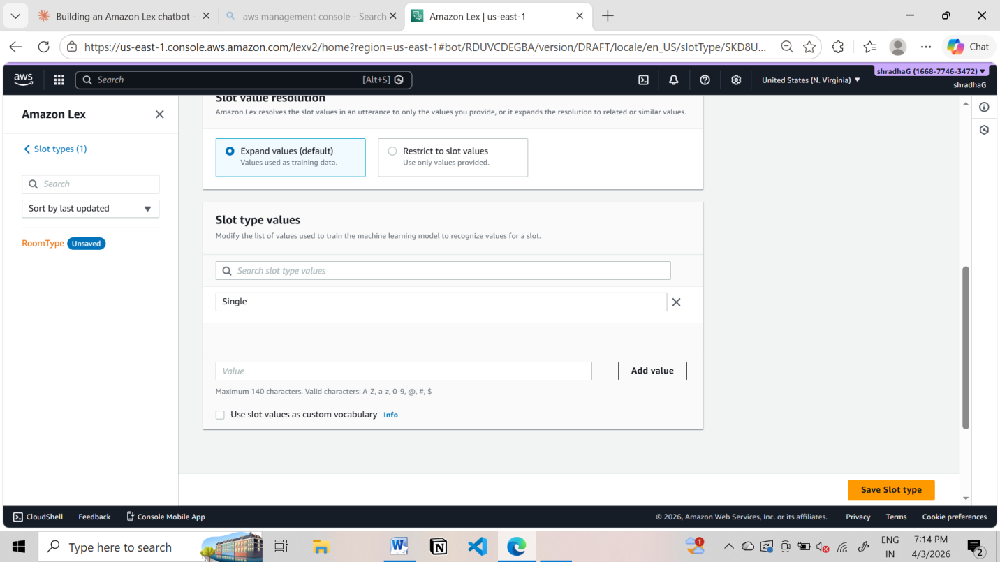 Building an Amazon Lex chatbot -
aws management console - Search
Amazon Lex | us-east-1
https://us-east-1.console.aws.amazon.com/lexv2/home?region=us-east-1#bot/RDUVCDEGBA/version/DRAFT/locale/en_US/slotType/SKD8U...
Chat
aws
Search
[Alt+S]
United States (N. Virginia) ▼
shradhaG (1668-7746-3472) ▼
shradhaG
Amazon Lex
Slot types (1)
Search
Sort by last updated
RoomType Unsaved
Slot value resolution
Amazon Lex resolves the slot values in an utterance to only the values you provide, or it expands the resolution to related or similar values.
Expand values (default)
Values used as training data.
Restrict to slot values
Use only values provided.
Slot type values
Modify the list of values used to train the machine learning model to recognize values for a slot.
Search slot type values
Single
Value
Add value
Maximum 140 characters. Valid characters: A-Z, a-z, 0-9, @, #, $
Use slot values as custom vocabulary Info
Save Slot type
CloudShell
Feedback
Console Mobile App
© 2026, Amazon Web Services, Inc. or its affiliates.
Privacy
Terms
Cookie preferences
Type here to search
1
ENG
IN
7:14 PM
4/3/2026
2